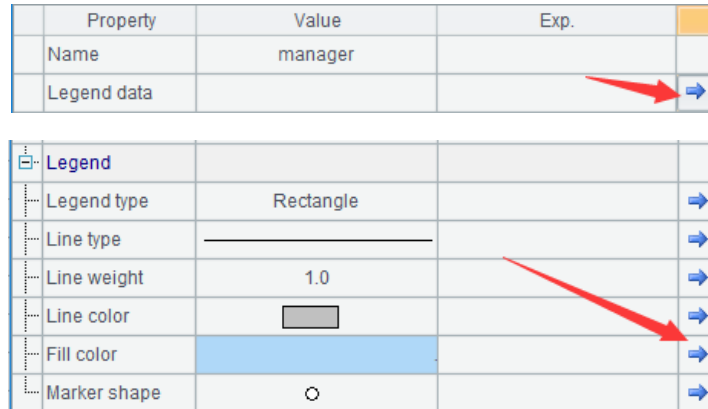 Property Value Exp.
Name manager
Legend data
Legend
Legend type Rectangle
Line type
Line weight 1.0
Line color
Fill color
Marker shape